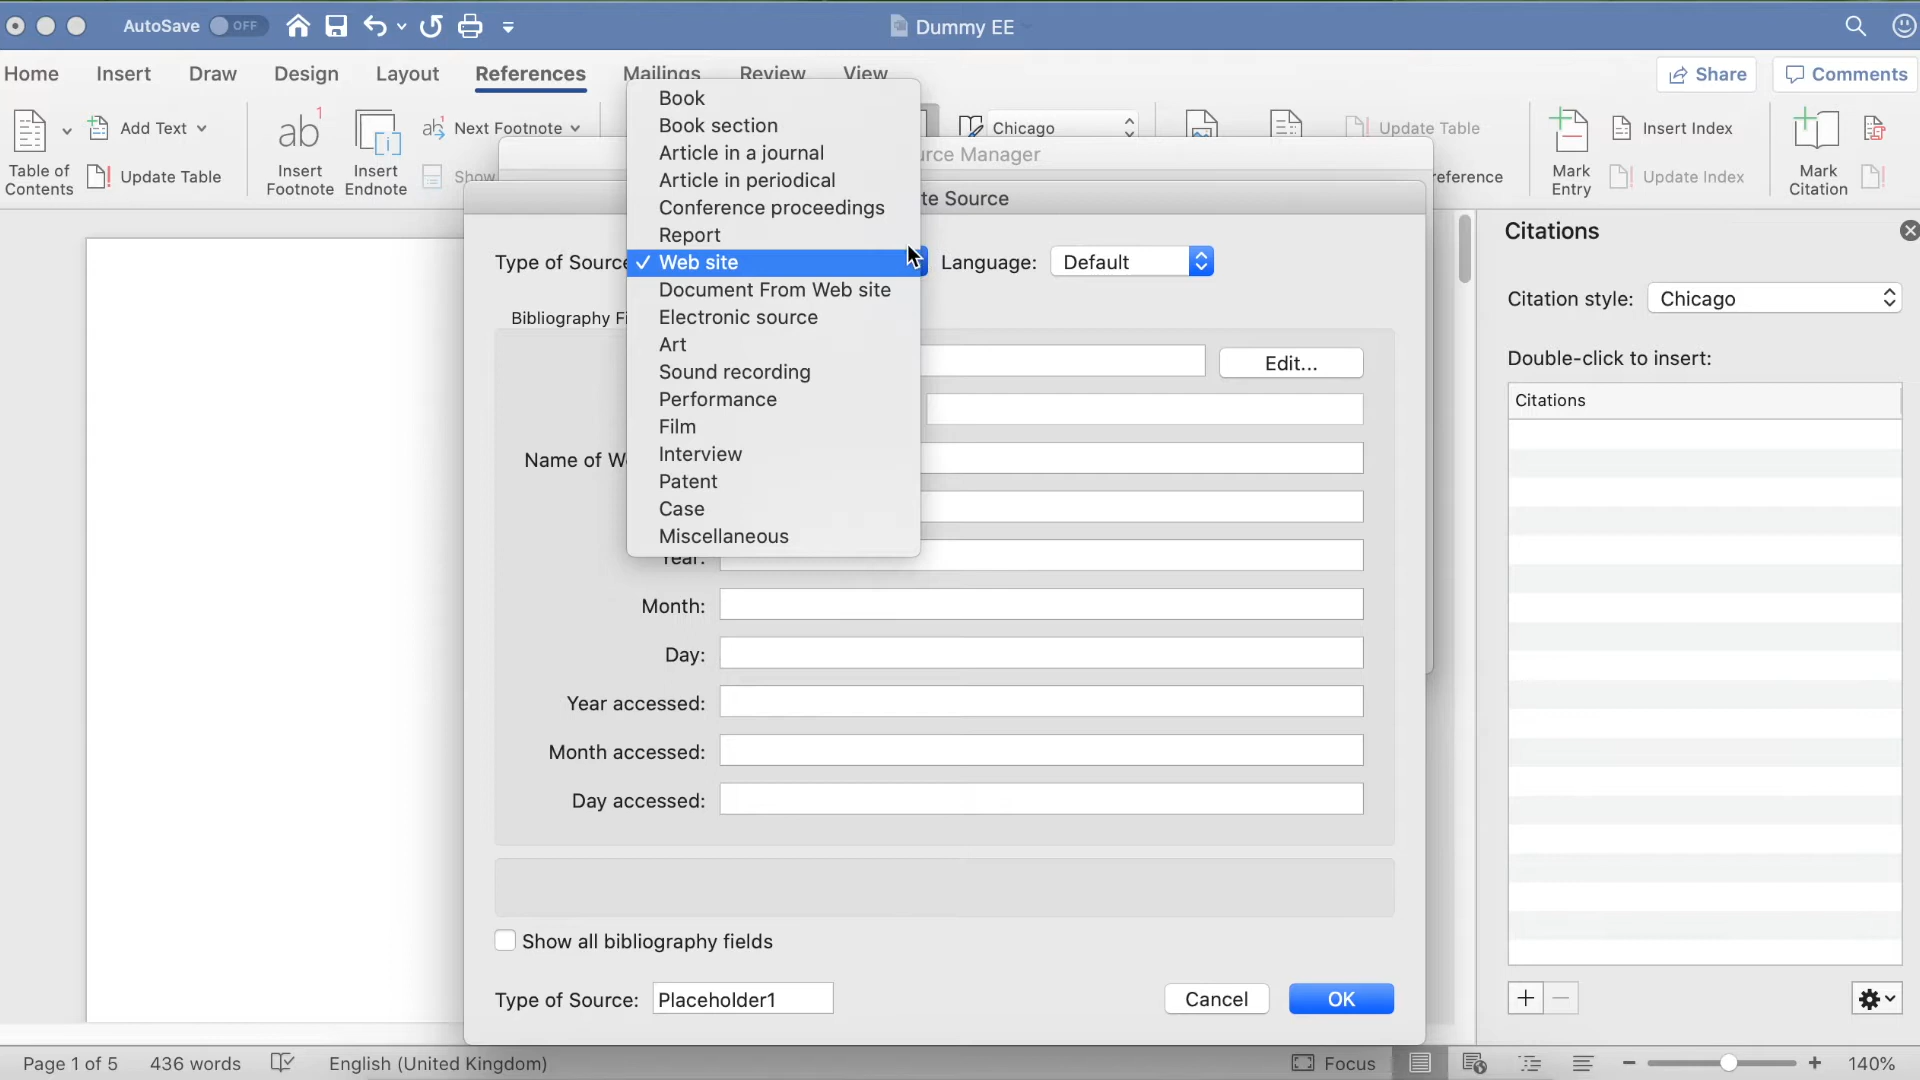 AutoSave OFF
Dummy EE
Home Insert Draw Design Layout References Mailings Review View
Share Comments
Table of Contents
Add Text
Update Table
ab1
Insert Footnote
Insert Endnote
ab Next Footnote
Show
Chicago
Update Table
eference
Mark Entry
Insert Index
Update Index
Mark Citation
urce Manager
te Source
Type of Source
Book
Book section
Article in a journal
Article in periodical
Conference proceedings
Report
✓ Web site
Document From Web site
Electronic source
Art
Sound recording
Performance
Film
Interview
Patent
Case
Miscellaneous
Language: Default
Bibliography Fi
Edit...
Name of W
Year:
Month:
Day:
Year accessed:
Month accessed:
Day accessed:
Show all bibliography fields
Type of Source: Placeholder1
Cancel OK
Citations
Citation style: Chicago
Double-click to insert:
Citations
Page 1 of 5 436 words English (United Kingdom) Focus 140%